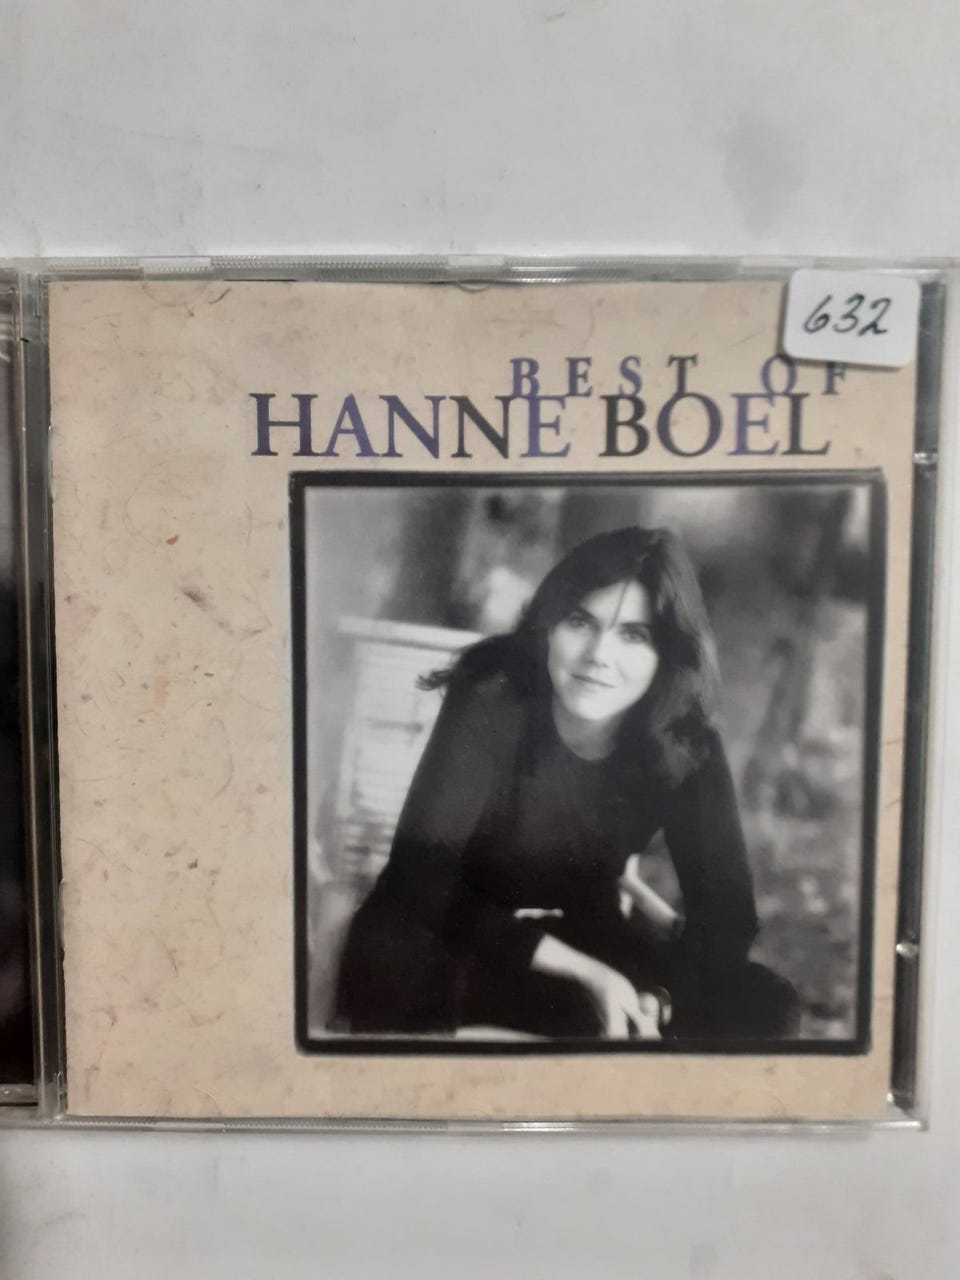 632
BEST OF
HANNE BOEL